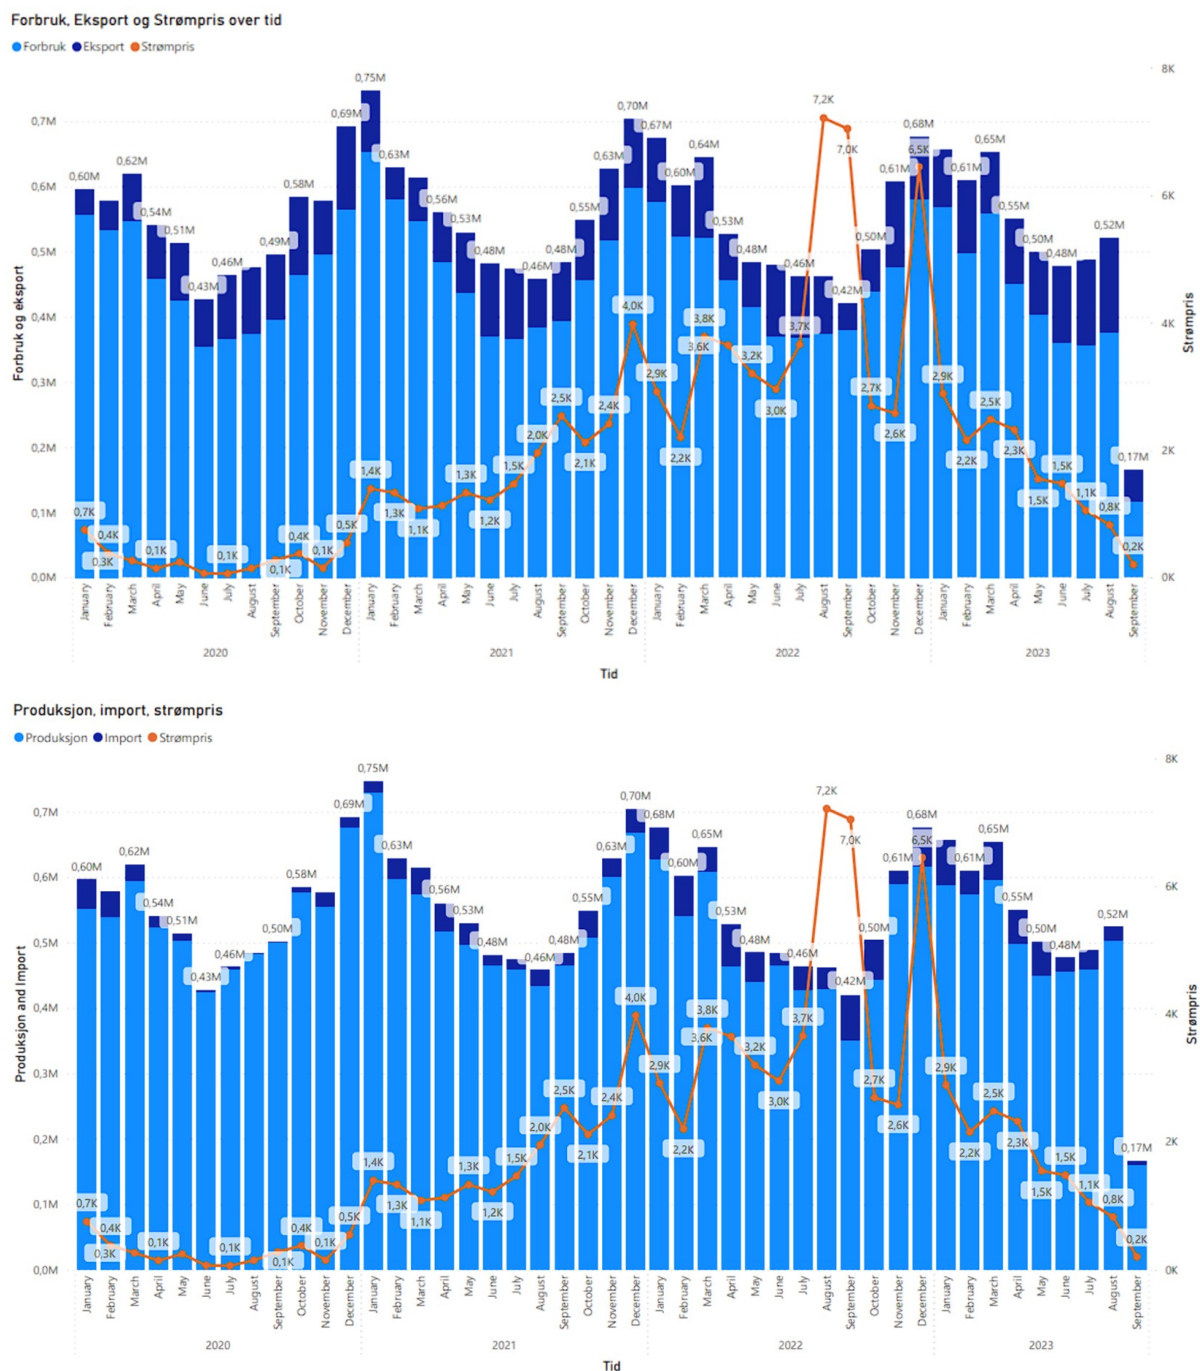 Forbruk, Eksport og Strømpris over tid
Forbruk Eksport Strømpris
8K
0,75M
7,2K
0,70M
0,69M
0,67M
0,68M
0,7M
7,0K
0,64M
0,65M
0,63M
0,63M
6,5K
0,62M
0,61M
0,61M
0,60M
0,60M
0,58M
0,6M
6K
0,56M
0,55M
0,55M
0,54M
0,53M
0,53M
0,52M
0,51M
0,50M
0,50M
0,49M
0,48M
0,48M
0,48M
0,48M
0,5M
0,46M
0,46M
0,46M
0,43M
0,42M
4,0K
0,4M
4K
3,8K
3,7K
3,6K
3,2K
3,0K
2,9K
2,9K
0,3M
2,7K
2,6K
2,5K
2,5K
2,4K
2,3K
2,2K
2,2K
2,1K
2,0K
0,2M
2K
1,5K
1,5K
1,5K
1,4K
1,3K
1,3K
1,2K
1,1K
1,1K
0,17M
0,1M
0,8K
0,7K
0,5K
0,4K
0,4K
0,3K
0,2K
0,1K
0,1K
0,1K
0,1K
0,0M
0K
Forbruk og eksport
Strømpris
January February March April May June July August September October November December January February March April May June July August September October November December January February March April May June July August September October November December January February March April May June July August September
2020 2021 2022 2023
Tid
Produksjon, import, strømpris
Produksjon Import Strømpris
8K
0,75M
7,2K
0,70M
0,69M
0,68M
0,68M
0,7M
7,0K
0,65M
0,65M
0,63M
0,63M
6,5K
0,62M
0,61M
0,61M
0,60M
0,60M
0,58M
0,6M
6K
0,56M
0,55M
0,55M
0,54M
0,53M
0,53M
0,52M
0,51M
0,50M
0,50M
0,50M
0,48M
0,48M
0,48M
0,48M
0,5M
0,46M
0,46M
0,46M
0,43M
0,42M
4,0K
0,4M
4K
3,8K
3,7K
3,6K
3,2K
3,0K
2,9K
2,9K
0,3M
2,7K
2,6K
2,5K
2,5K
2,4K
2,3K
2,2K
2,2K
2,1K
2,0K
0,2M
2K
1,5K
1,5K
1,5K
1,4K
1,3K
1,3K
1,2K
1,1K
1,1K
0,17M
0,1M
0,8K
0,7K
0,5K
0,4K
0,4K
0,3K
0,2K
0,1K
0,1K
0,1K
0,1K
0,0M
0K
Produksjon and Import
Strømpris
January February March April May June July August September October November December January February March April May June July August September October November December January February March April May June July August September October November December January February March April May June July August September
2020 2021 2022 2023
Tid